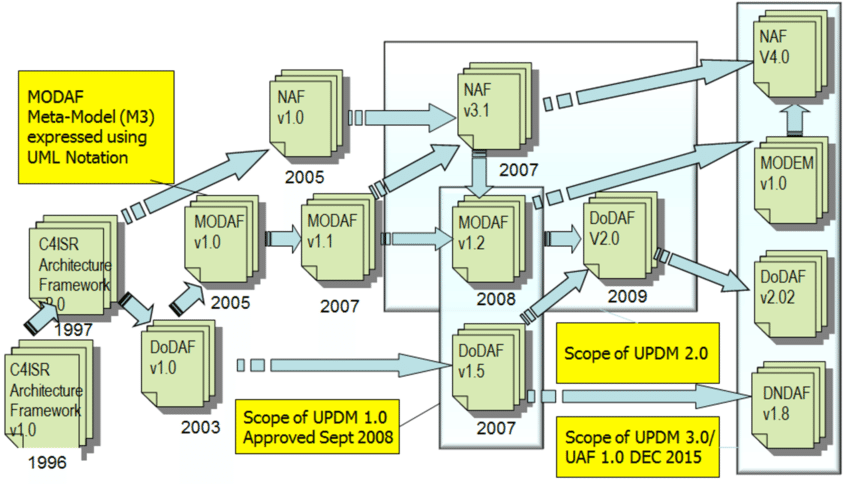 NAF
V4.0
NAF
v3.1
NAF
v1.0
MODAF
Meta-Model (M3)
expressed using
UML Notation
2005
2007
MODEM
v1.0
MODAF
v1.0
MODAF
v1.1
MODAF
v1.2
DoDAF
V2.0
C4ISR
Architecture
Framework
v2.0
2005
2007
2008
2009
DoDAF
v2.02
1997
DoDAF
v1.0
DoDAF
v1.5
Scope of UPDM 2.0
C4ISR
Architecture
Framework
v1.0
DNDAF
v1.8
2003
Scope of UPDM 1.0
Approved Sept 2008
2007
Scope of UPDM 3.0/
UAF 1.0 DEC 2015
1996